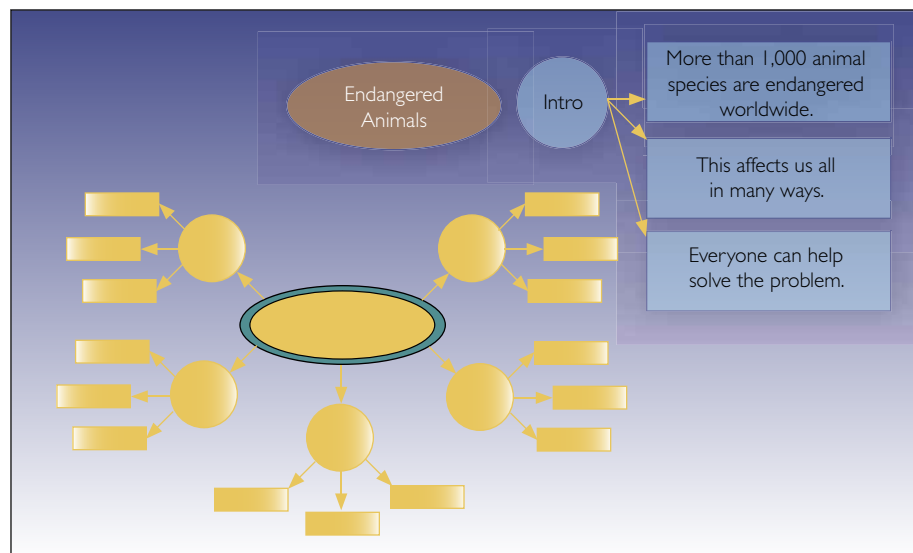 Endangered
Animals
Intro
More than 1,000 animal
species are endangered
worldwide.
This affects us all
in many ways.
Everyone can help
solve the problem.